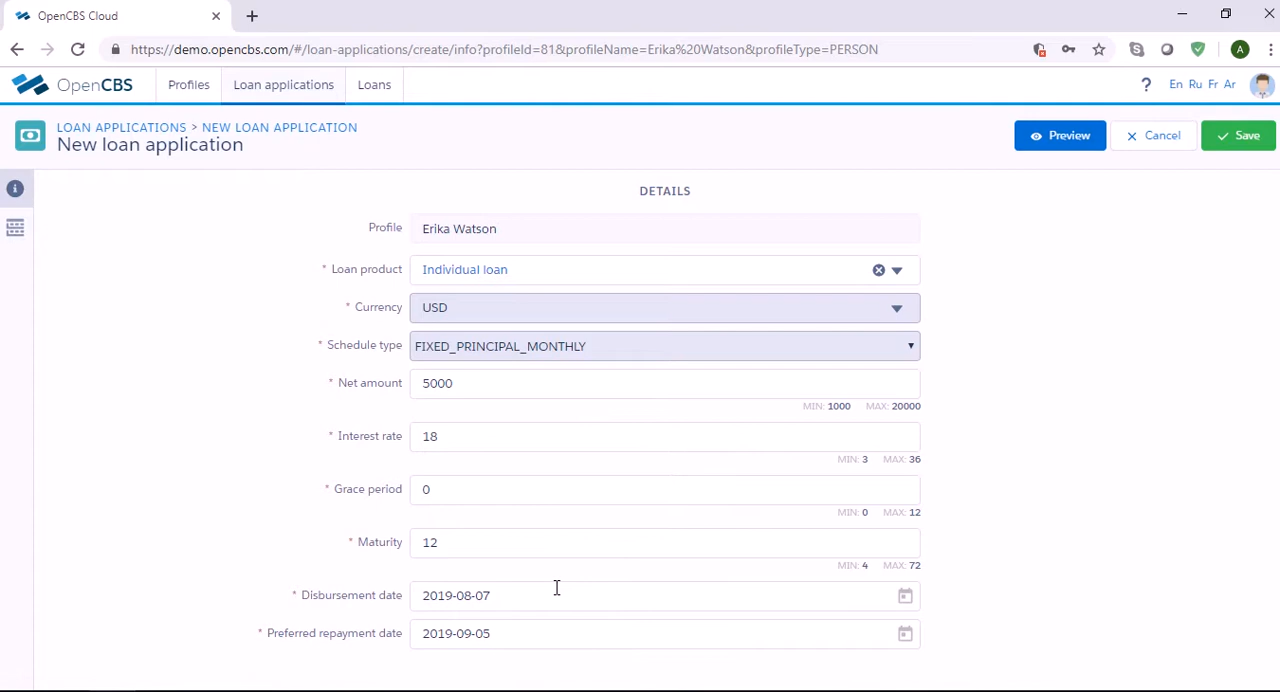 OpenCBS Cloud
https://demo.opencbs.com/#/loan-applications/create/info?profileId=81&profileName=Erika%20Watson&profileType=PERSON
A
OpenCBS Profiles Loan applications Loans ? En Ru Fr Ar
LOAN APPLICATIONS > NEW LOAN APPLICATION
New loan application
Preview Cancel Save
DETAILS
Profile Erika Watson
* Loan product Individual loan
* Currency USD
* Schedule type FIXED_PRINCIPAL_MONTHLY
* Net amount 5000
MIN: 1000 MAX: 20000
* Interest rate 18
MIN: 3 MAX: 36
* Grace period 0
MIN: 0 MAX: 12
* Maturity 12
MIN: 4 MAX: 72
* Disbursement date 2019-08-07
* Preferred repayment date 2019-09-05